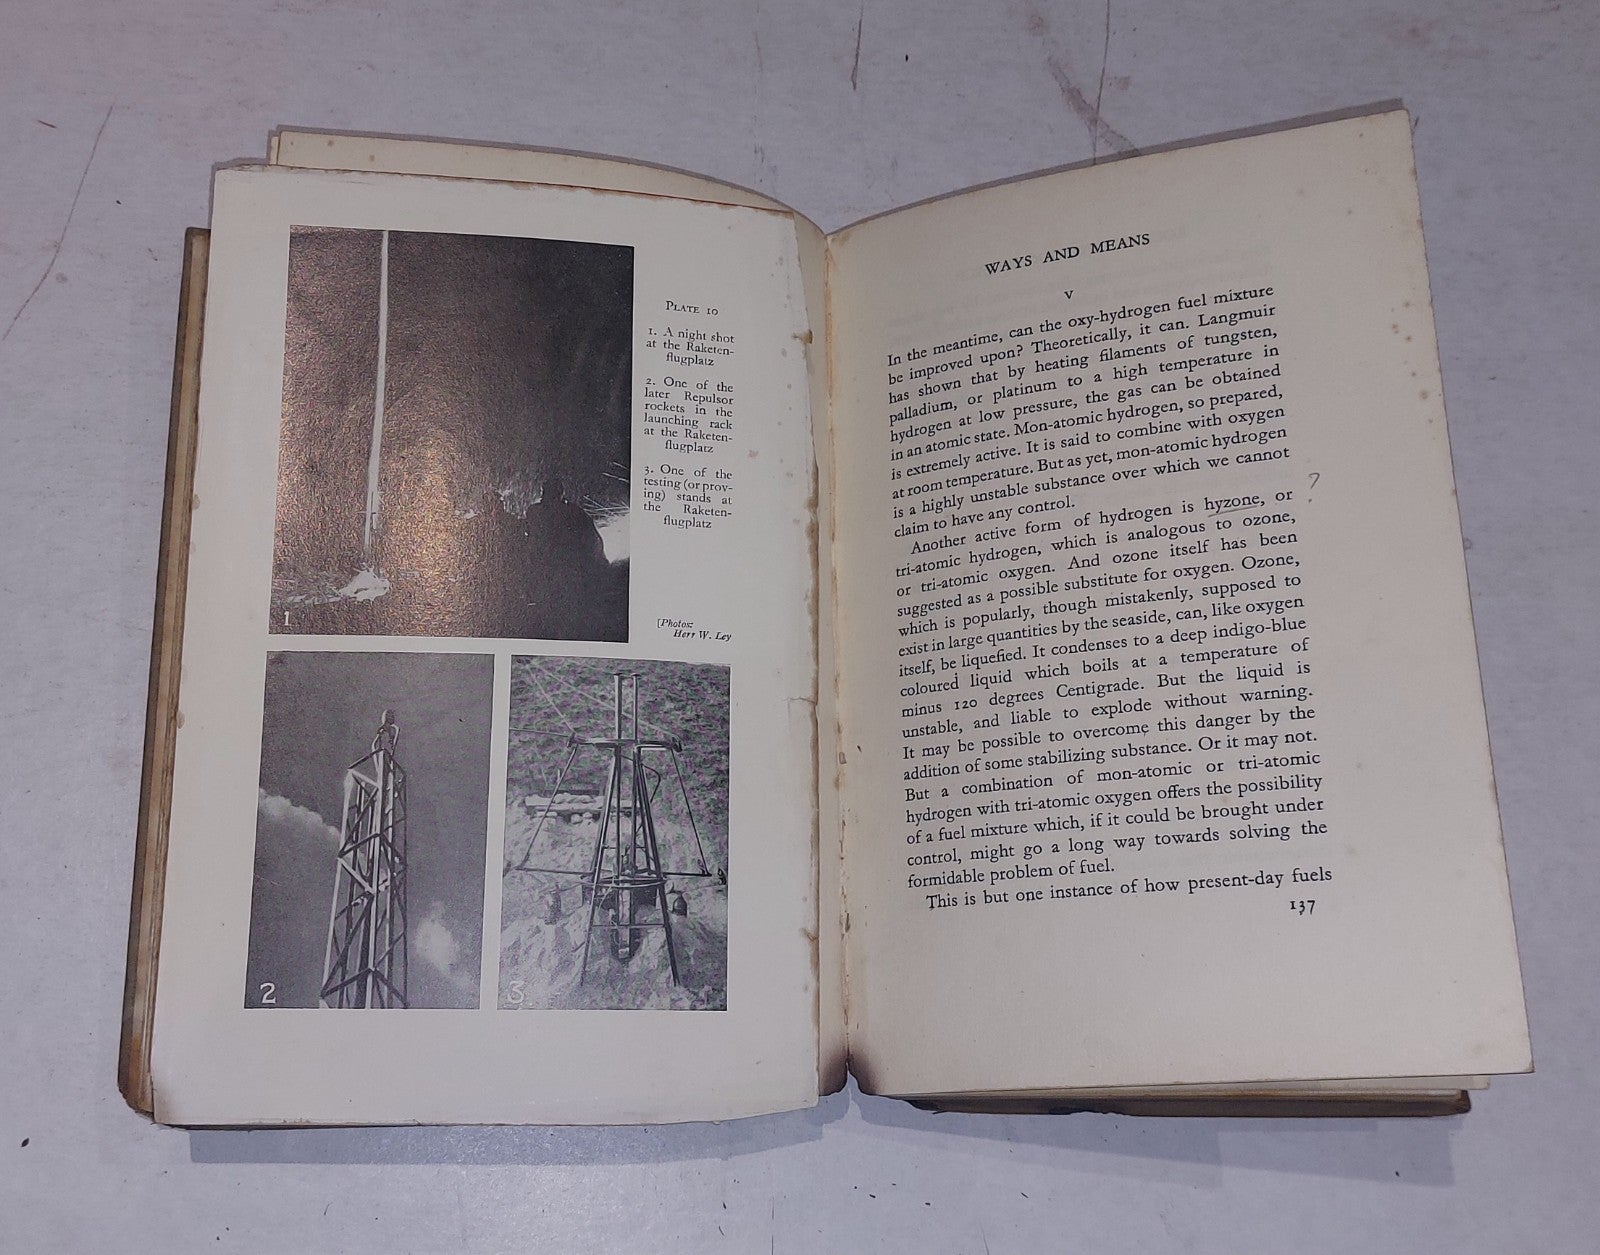 PLATE 10
1. A night shot
at the Raketen-
flugplatz
2. One of the
later Repulsor
rockets in the
launching rack
at the Raketen-
flugplatz
3. One of the
testing (or prov-
ing) stands at
the Raketen-
flugplatz
[Photos:
Herr W. Ley
1
2
3
WAYS AND MEANS
V
In the meantime, can the oxy-hydrogen fuel mixture
be improved upon? Theoretically, it can. Langmuir
has shown that by heating filaments of tungsten,
palladium, or platinum to a high temperature in
hydrogen at low pressure, the gas can be obtained
in an atomic state. Mon-atomic hydrogen, so prepared,
is extremely active. It is said to combine with oxygen
at room temperature. But as yet, mon-atomic hydrogen
is a highly unstable substance over which we cannot
claim to have any control.
Another active form of hydrogen is hyzone, or ?
tri-atomic hydrogen, which is analogous to ozone,
or tri-atomic oxygen. And ozone itself has been
suggested as a possible substitute for oxygen. Ozone,
which is popularly, though mistakenly, supposed to
exist in large quantities by the seaside, can, like oxygen
itself, be liquefied. It condenses to a deep indigo-blue
coloured liquid which boils at a temperature of
minus 120 degrees Centigrade. But the liquid is
unstable, and liable to explode without warning.
It may be possible to overcome this danger by the
addition of some stabilizing substance. Or it may not.
But a combination of mon-atomic or tri-atomic
hydrogen with tri-atomic oxygen offers the possibility
of a fuel mixture which, if it could be brought under
control, might go a long way towards solving the
formidable problem of fuel.
This is but one instance of how present-day fuels
137